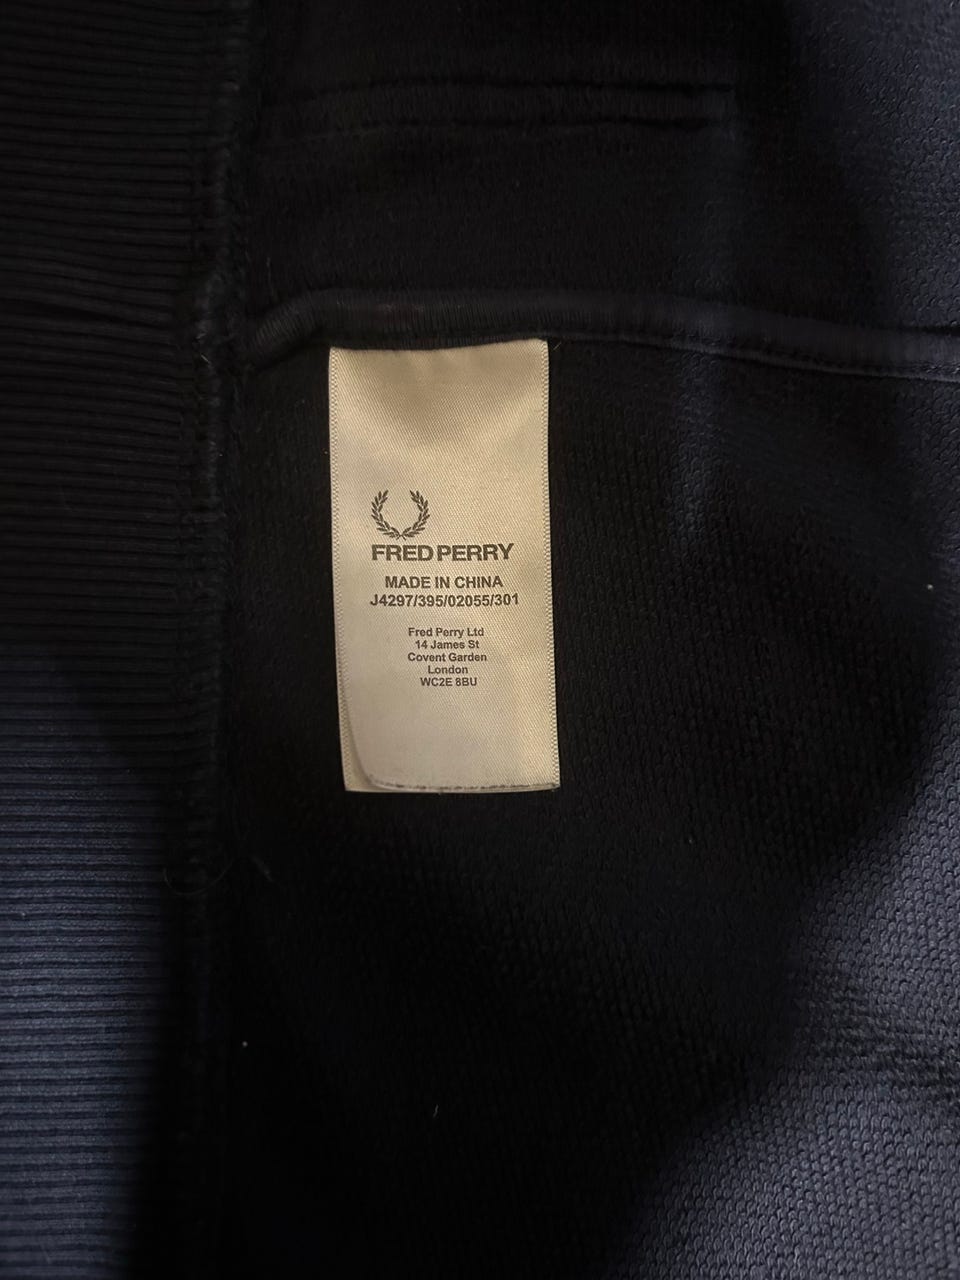 FRED PERRY
MADE IN CHINA
J4297/395/02055/301
Fred Perry Ltd
14 James St
Covent Garden
London
WC2E 8BU